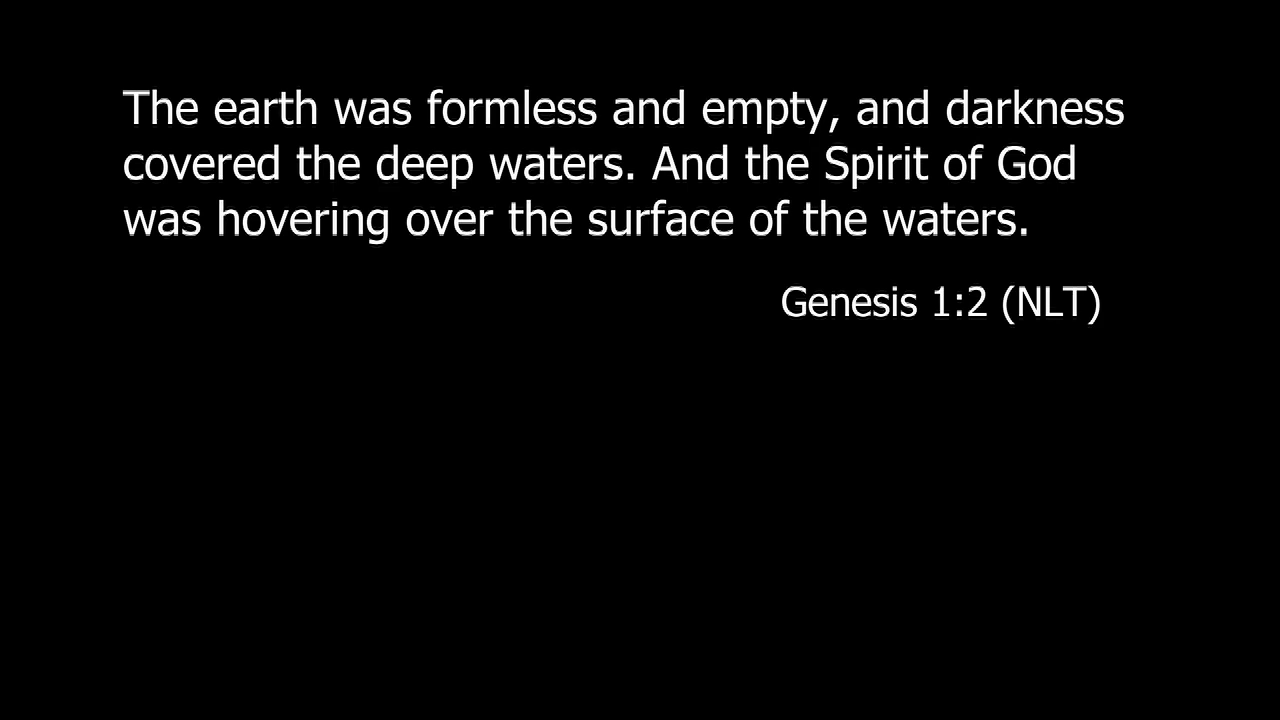 The earth was formless and empty, and darkness
covered the deep waters. And the Spirit of God
was hovering over the surface of the waters.
Genesis 1:2 (NLT)